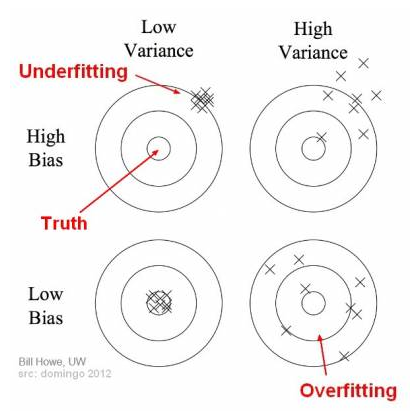 Low
Variance
High
Variance
Underfitting
High
Bias
Truth
Low
Bias
Bill Howe, UW
src: domingo 2012
Overfitting